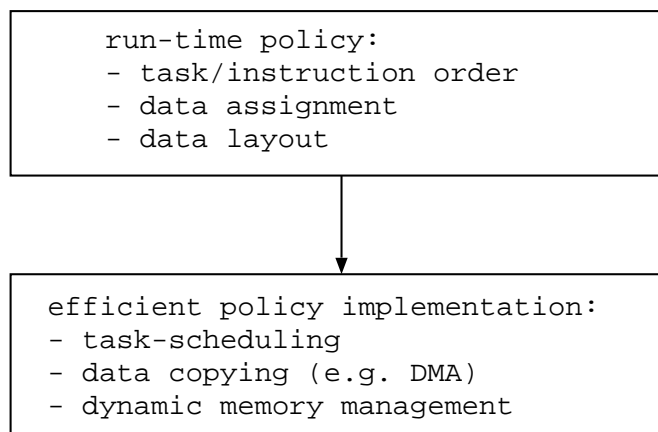 run-time policy:
- task/instruction order
- data assignment
- data layout
efficient policy implementation:
- task-scheduling
- data copying (e.g. DMA)
- dynamic memory management